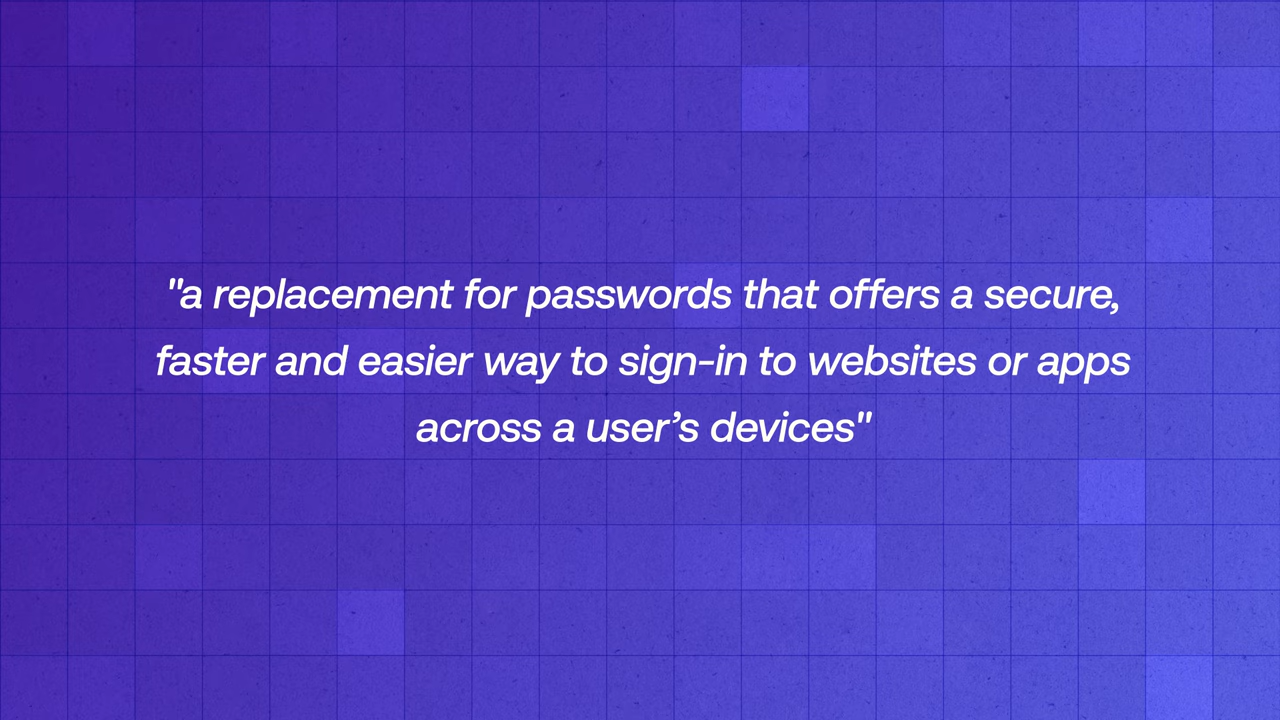 "a replacement for passwords that offers a secure,
faster and easier way to sign-in to websites or apps
across a user’s devices"